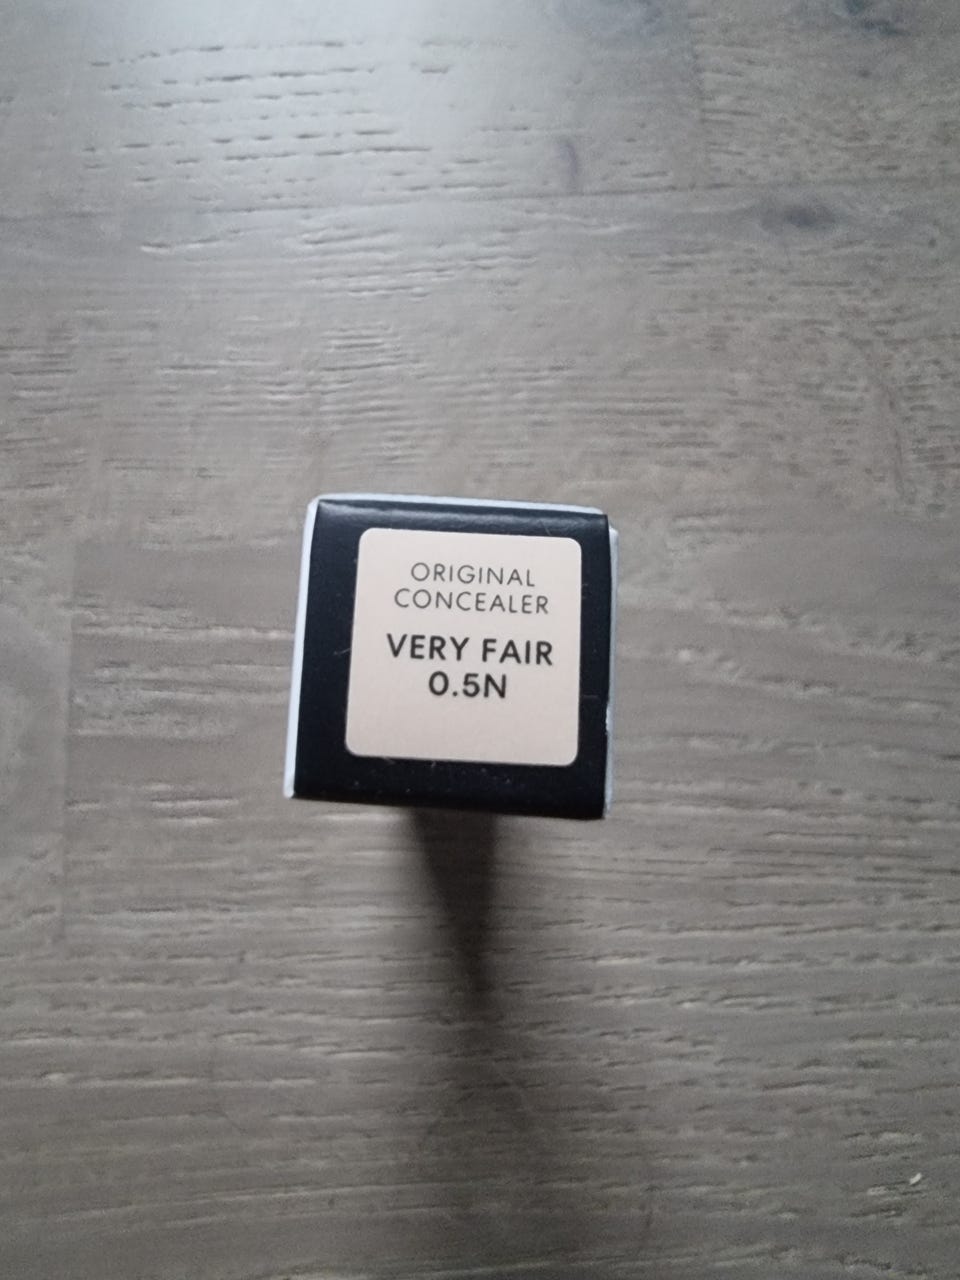 ORIGINAL
CONCEALER
VERY FAIR
0.5N